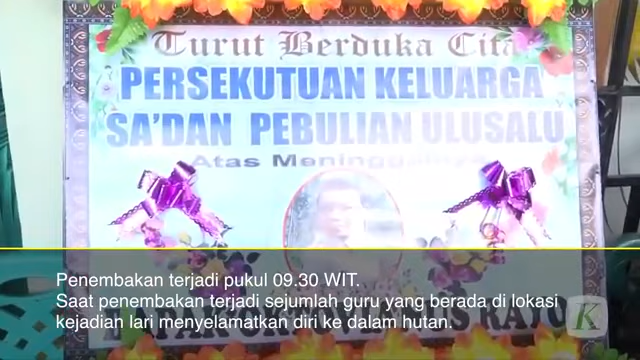 Turut Berduka Cita
PERSEKUTUAN KELUARGA
SA'DAN PEBULIAN ULUSALU
Atas Meninggalnya
Penembakan terjadi pukul 09.30 WIT.
Saat penembakan terjadi sejumlah guru yang berada di lokasi
kejadian lari menyelamatkan diri ke dalam hutan.
K